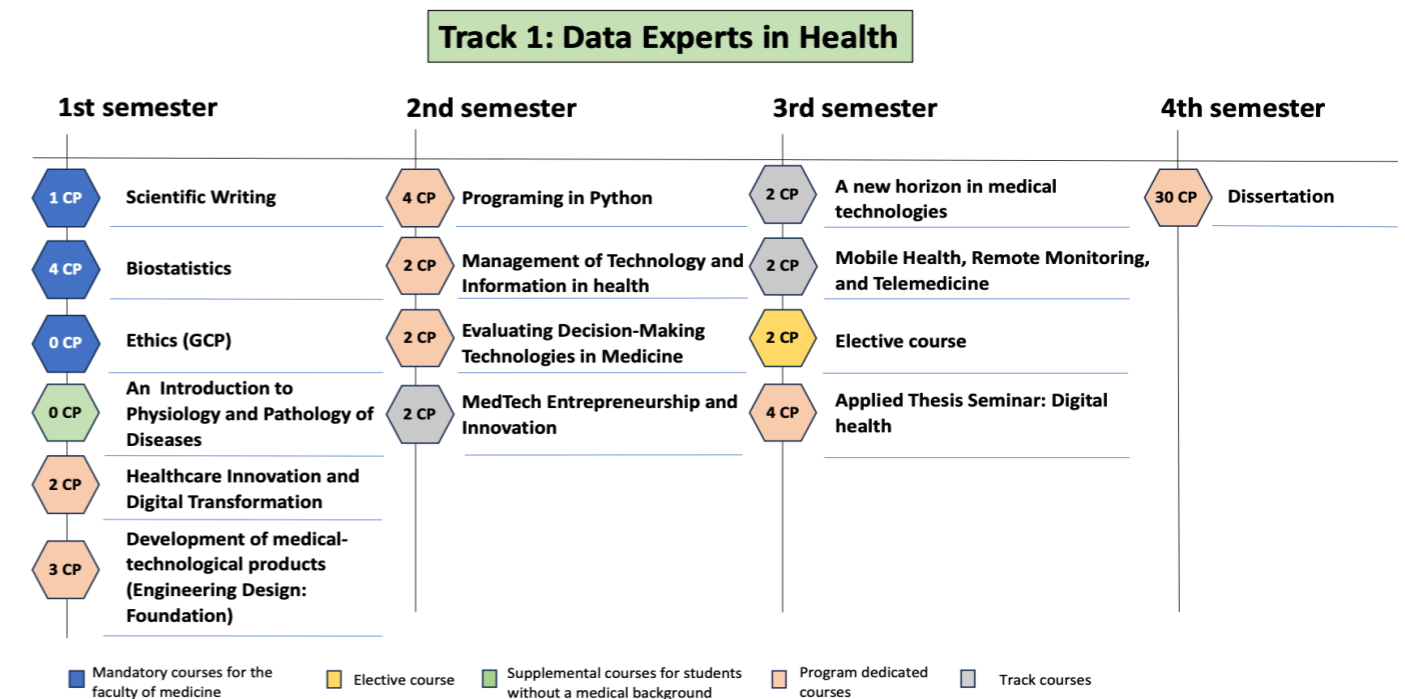 Track 1: Data Experts in Health
1st semester
2nd semester
3rd semester
4th semester
1 CP
Scientific Writing
4 CP
Biostatistics
0 CP
Ethics (GCP)
0 CP
An Introduction to
Physiology and Pathology of
Diseases
2 CP
Healthcare Innovation and
Digital Transformation
3 CP
Development of medical-
technological products
(Engineering Design:
Foundation)
4 CP
Programing in Python
2 CP
Management of Technology and
Information in health
2 CP
Evaluating Decision-Making
Technologies in Medicine
2 CP
MedTech Entrepreneurship and
Innovation
2 CP
A new horizon in medical
technologies
2 CP
Mobile Health, Remote Monitoring,
and Telemedicine
2 CP
Elective course
4 CP
Applied Thesis Seminar: Digital
health
30 CP
Dissertation
Mandatory courses for the
faculty of medicine
Elective course
Supplemental courses for students
without a medical background
Program dedicated
courses
Track courses